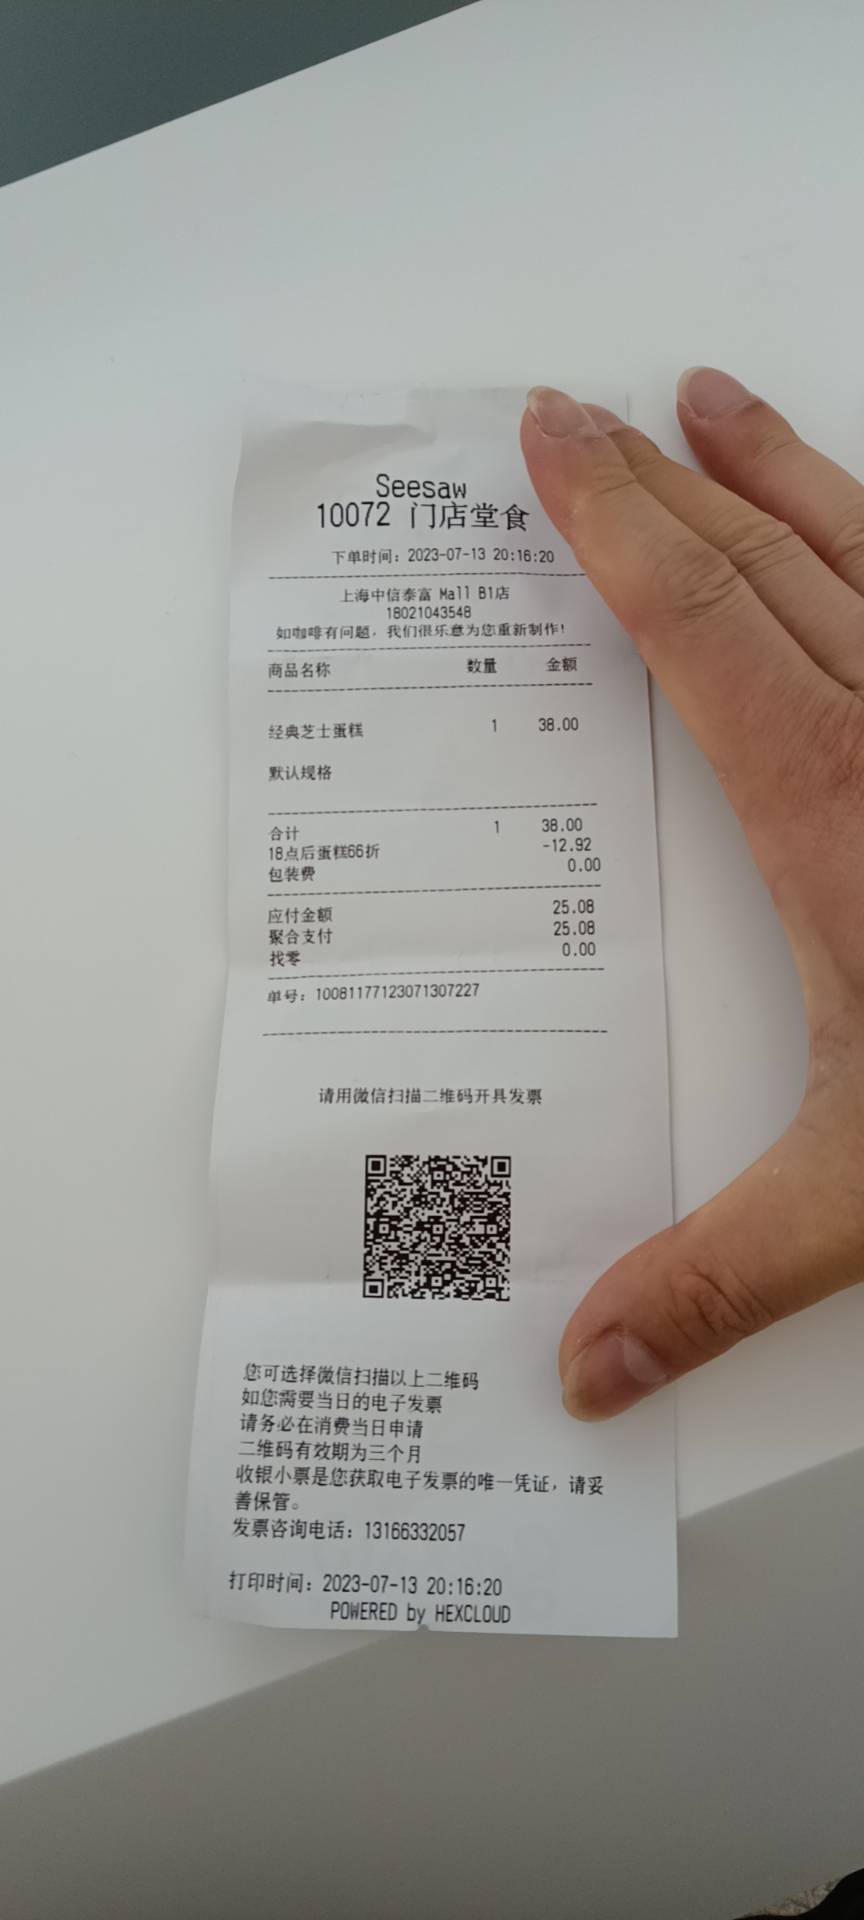 Seesaw
10072 门店堂食
下单时间：2023-07-13 20:16:20
上海中信泰富 Mall B1店
18021043548
如咖啡有问题，我们很乐意为您重新制作！
商品名称 数量 金额
经典芝士蛋糕 1 38.00
默认规格
合计 1 38.00
18点后蛋糕66折 -12.92
包装费 0.00
应付金额 25.08
聚合支付 25.08
找零 0.00
单号：10081177123071307227
请用微信扫描二维码开具发票
您可选择微信扫描以上二维码
如您需要当日的电子发票
请务必在消费当日申请
二维码有效期为三个月
收银小票是您获取电子发票的唯一凭证，请妥
善保管。
发票咨询电话：13166332057
打印时间：2023-07-13 20:16:20
POWERED by HEXCLOUD